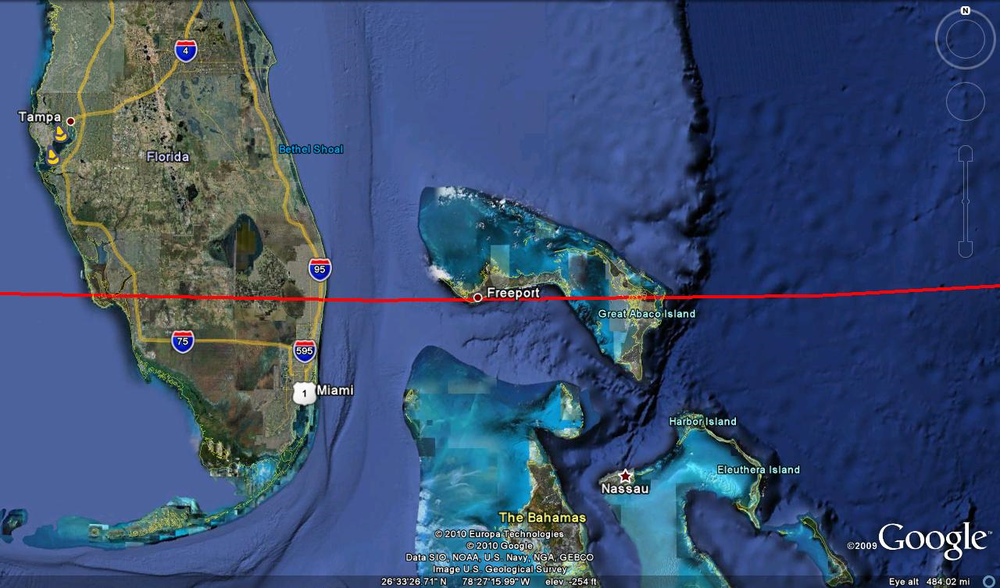 N
4
Tampa
Florida
Bethel Shoal
95
Freeport
Great Abaco Island
75
595
1
Miami
Harbor Island
Eleuthera Island
Nassau
The Bahamas
© 2010 Europa Technologies
© 2010 Google
Data SIO, NOAA, U.S. Navy, NGA, GEBCO
Image U.S. Geological Survey
©2009 Google™
26°33'26.71" N 78°27'15.99" W elev -254 ft
Eye alt 484.02 mi